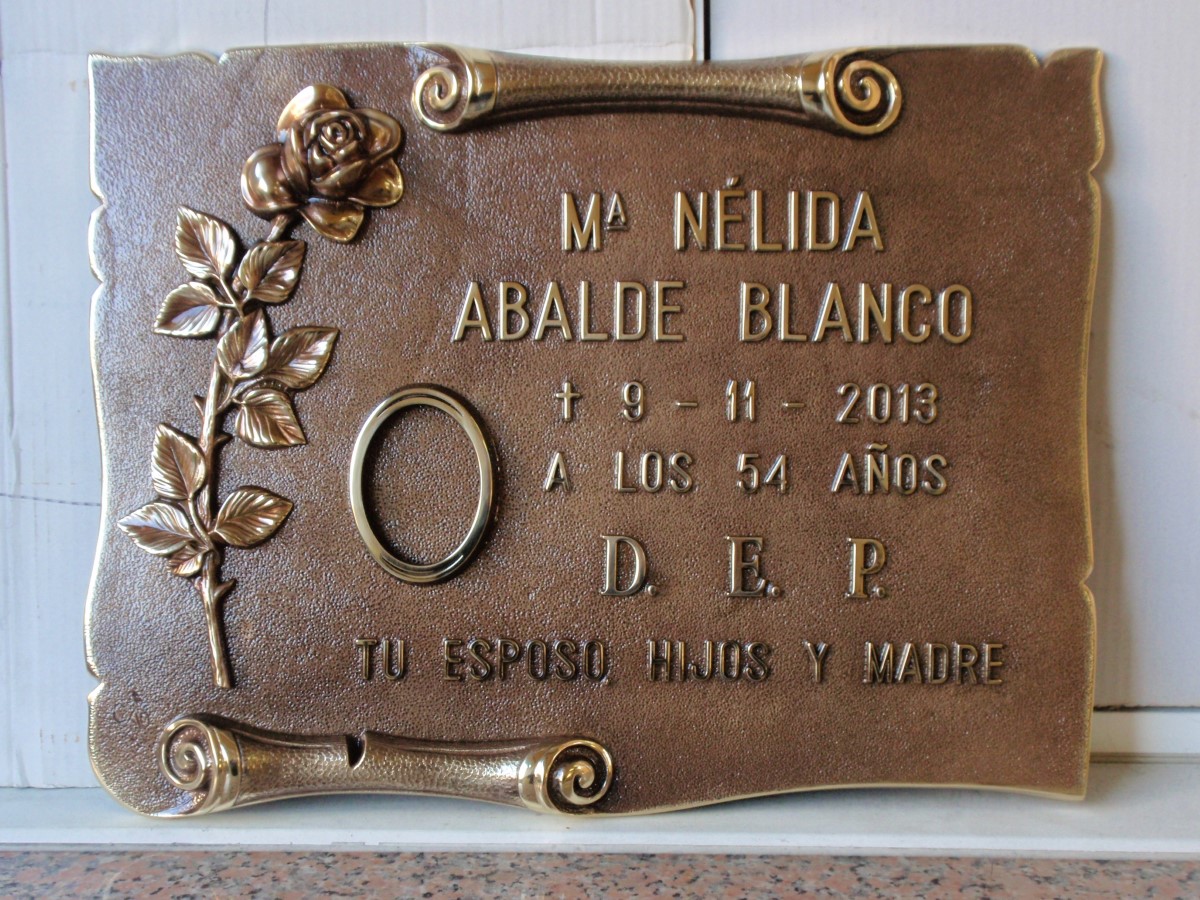 Mª NÉLIDA
ABALDE BLANCO
† 9 - 11 - 2013
A LOS 54 AÑOS
D. E. P.
TU ESPOSO, HIJOS Y MADRE